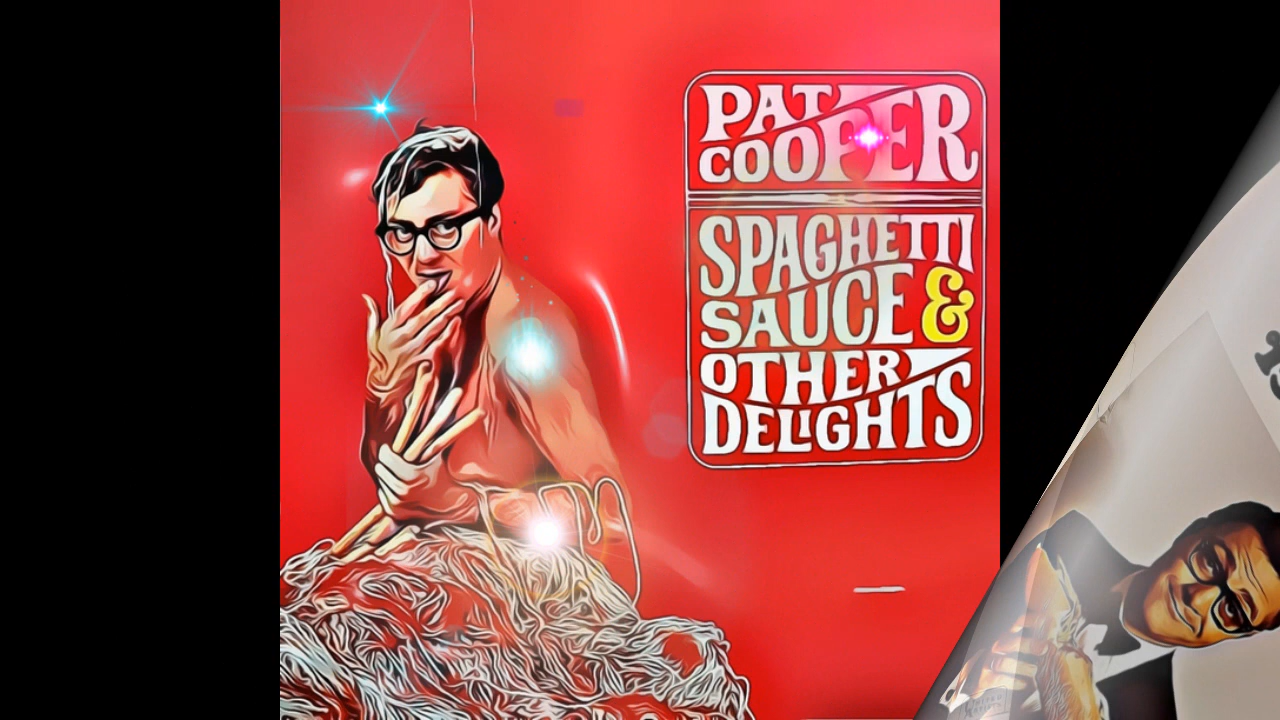 PAT
COOPER
SPAGHETTI
SAUCE &
OTHER
DELIGHTS